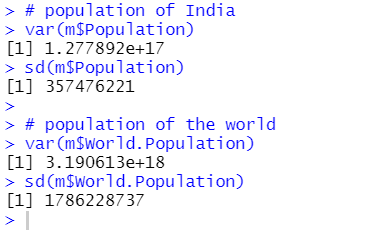 > # population of India
> var(m$Population)
[1] 1.277892e+17
> sd(m$Population)
[1] 357476221
>
> # population of the world
> var(m$World.Population)
[1] 3.190613e+18
> sd(m$World.Population)
[1] 1786228737
>